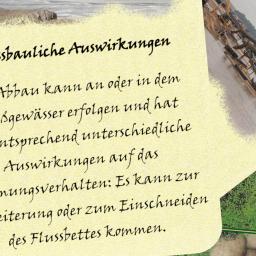 sbauliche Auswirkungen
Abbau kann an oder in dem
ßgewässer erfolgen und hat
ntsprechend unterschiedliche
Auswirkungen auf das
nungsverhalten: Es kann zur
eiterung oder zum Einschneiden
des Flussbettes kommen.